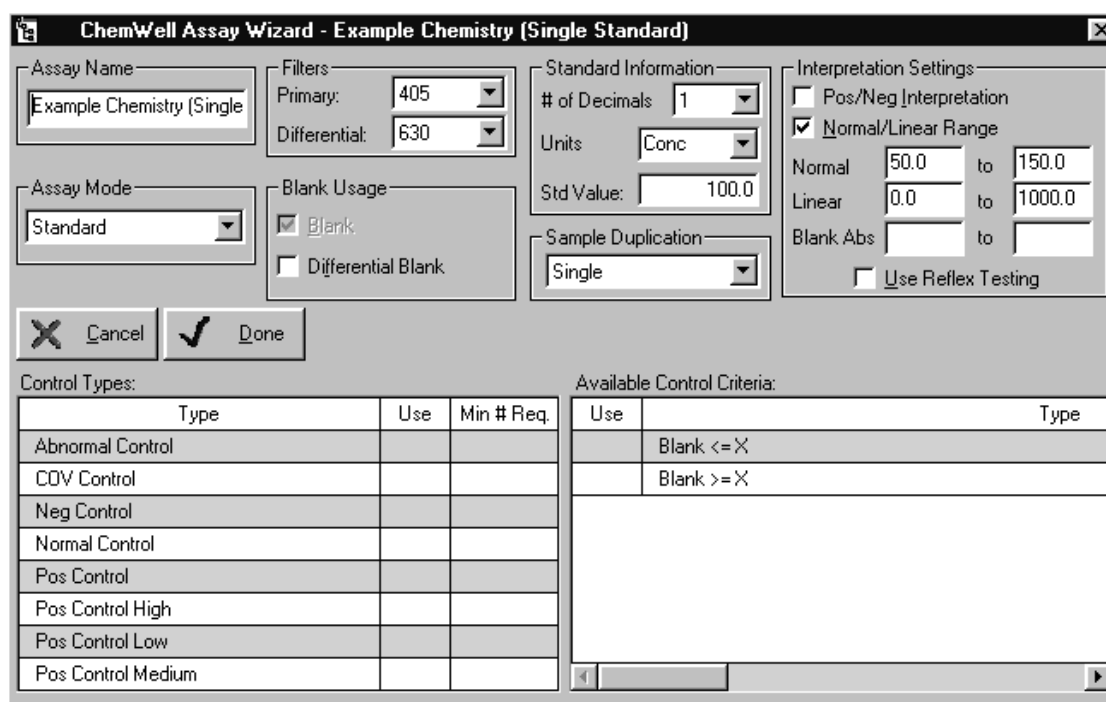 ChemWell Assay Wizard - Example Chemistry (Single Standard)
Assay Name
Example Chemistry (Single
Assay Mode
Standard
Filters
Primary: 405
Differential: 630
Blank Usage
Blank
Differential Blank
Standard Information
# of Decimals 1
Units Conc
Std Value: 100.0
Sample Duplication
Single
Interpretation Settings
Pos/Neg Interpretation
Normal/Linear Range
Normal 50.0 to 150.0
Linear 0.0 to 1000.0
Blank Abs to
Use Reflex Testing
Cancel Done
Control Types:
Type Use Min # Req.
Abnormal Control
COV Control
Neg Control
Normal Control
Pos Control
Pos Control High
Pos Control Low
Pos Control Medium
Available Control Criteria:
Use Type
Blank <= X
Blank >= X